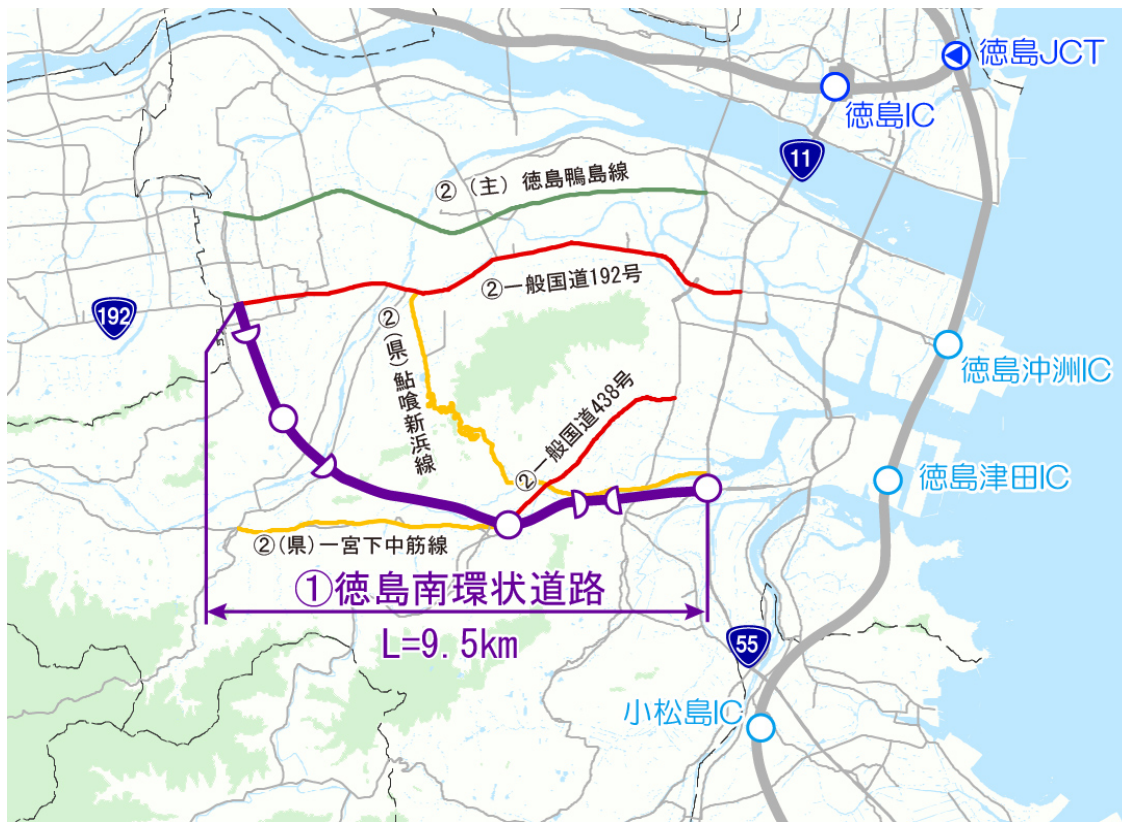 徳島JCT
徳島IC
11
②（主）徳島鴨島線
②一般国道192号
192
②(県)鮎喰新浜線
徳島沖洲IC
②一般国道438号
徳島津田IC
②(県)一宮下中筋線
①徳島南環状道路
L=9.5km
55
小松島IC